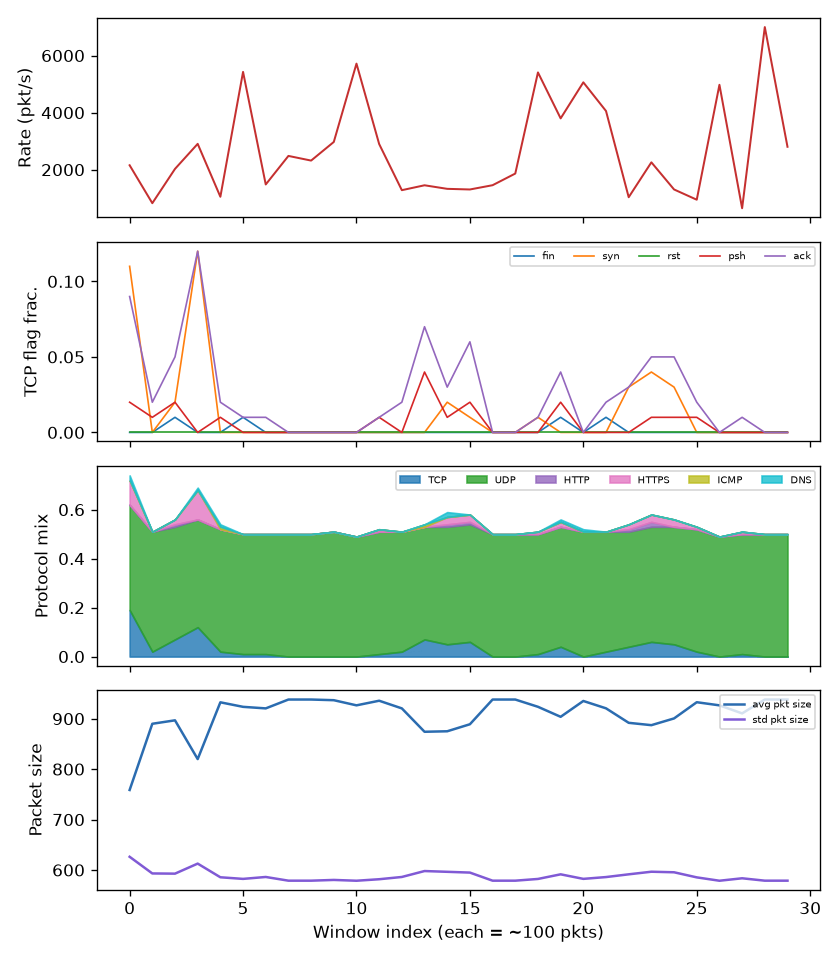 Rate (pkt/s)
6000
4000
2000
TCP flag frac.
0.10
0.05
0.00
fin syn rst psh ack
Protocol mix
0.6
0.4
0.2
0.0
TCP UDP HTTP HTTPS ICMP DNS
Packet size
900
800
700
600
avg pkt size
std pkt size
0 5 10 15 20 25 30
Window index (each = ~100 pkts)